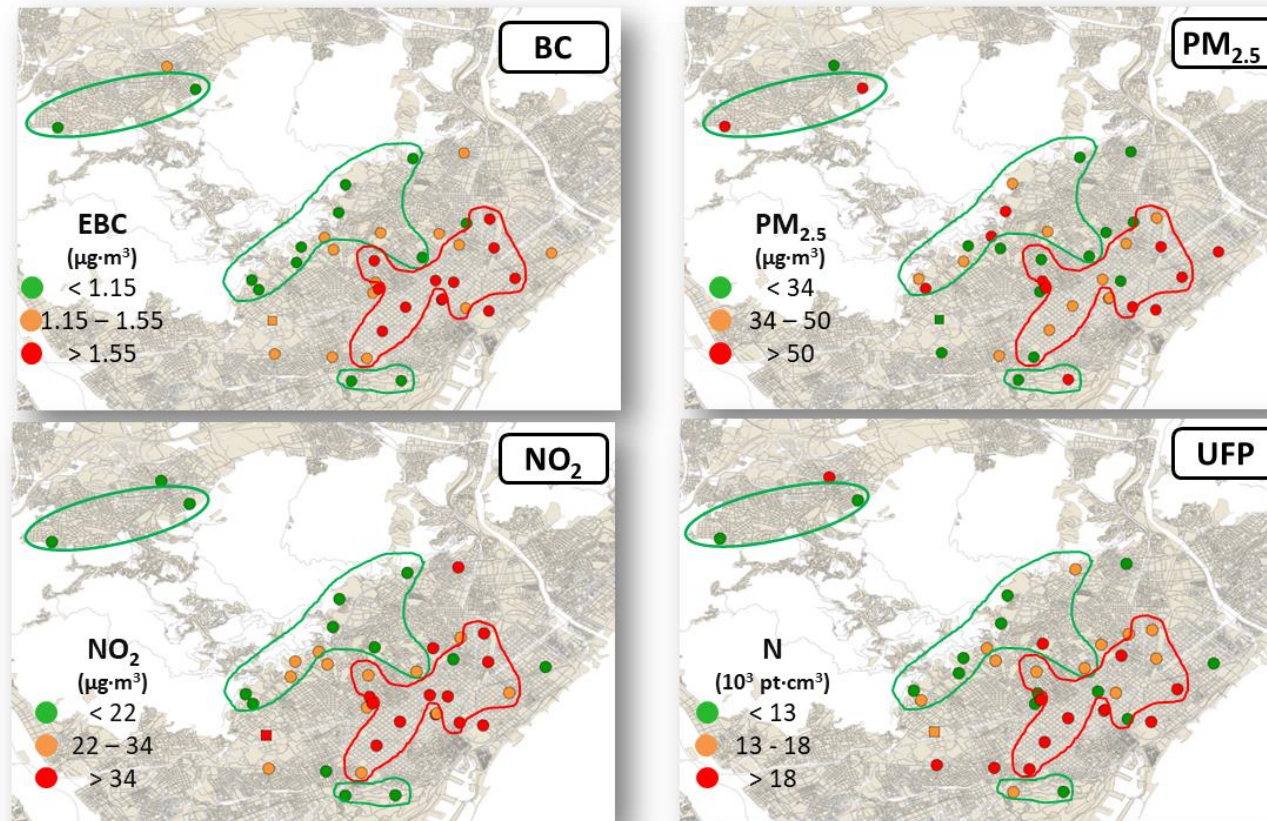 BC
EBC
(µg·m³)
< 1.15
1.15 – 1.55
> 1.55
PM₂.₅
PM₂.₅
(µg·m³)
< 34
34 – 50
> 50
NO₂
NO₂
(µg·m³)
< 22
22 – 34
> 34
UFP
N
(10³ pt·cm³)
< 13
13 - 18
> 18